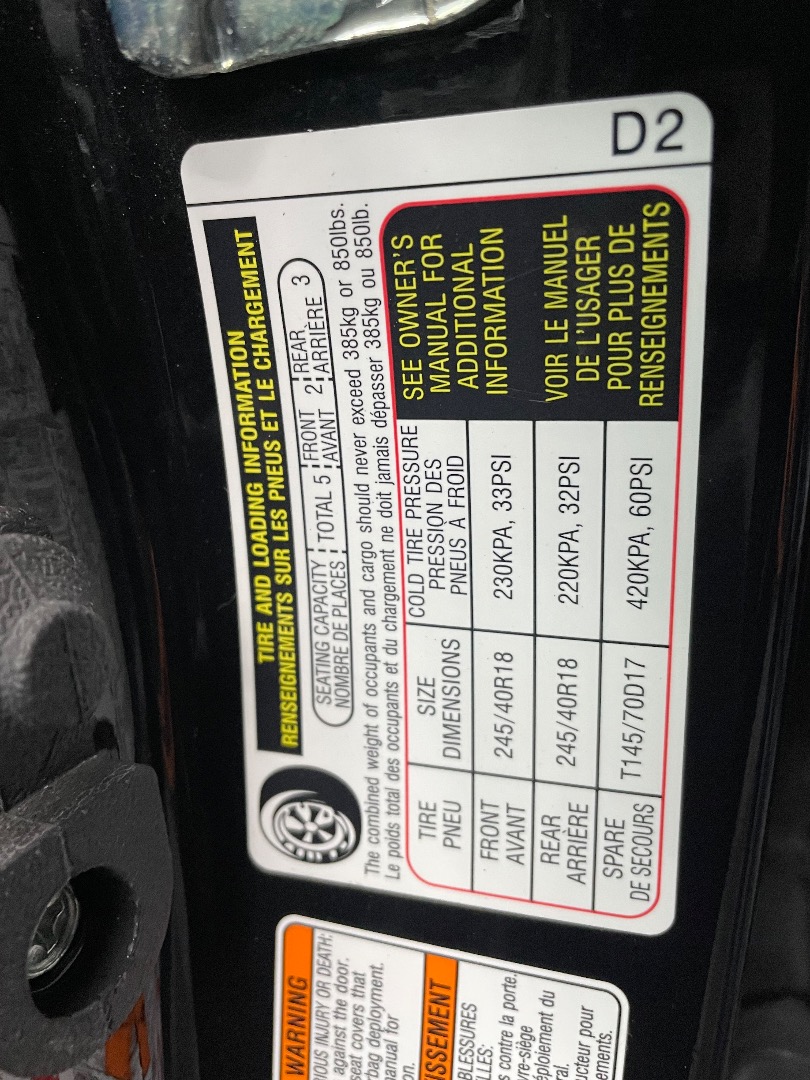 TIRE AND LOADING INFORMATION
RENSEIGNEMENTS SUR LES PNEUS ET LE CHARGEMENT
SEATING CAPACITY TOTAL 5 FRONT 2 REAR 3
NOMBRE DE PLACES AVANT ARRIÈRE
The combined weight of occupants and cargo should never exceed 385kg or 850lbs.
Le poids total des occupants et du chargement ne doit jamais dépasser 385kg ou 850lb.
TIRE SIZE COLD TIRE PRESSURE
PNEU DIMENSIONS PRESSION DES
PNEUS À FROID
FRONT 245/40R18 230KPA, 33PSI
AVANT
REAR 245/40R18 220KPA, 32PSI
ARRIÈRE
SPARE T145/70D17 420KPA, 60PSI
DE SECOURS
SEE OWNER'S
MANUAL FOR
ADDITIONAL
INFORMATION
VOIR LE MANUEL
DE L'USAGER
POUR PLUS DE
RENSEIGNEMENTS
D2
WARNING
INJURY OR DEATH:
against the door.
seat covers that
deployment.
for
BLESSURES
contre la porte.
du
pour